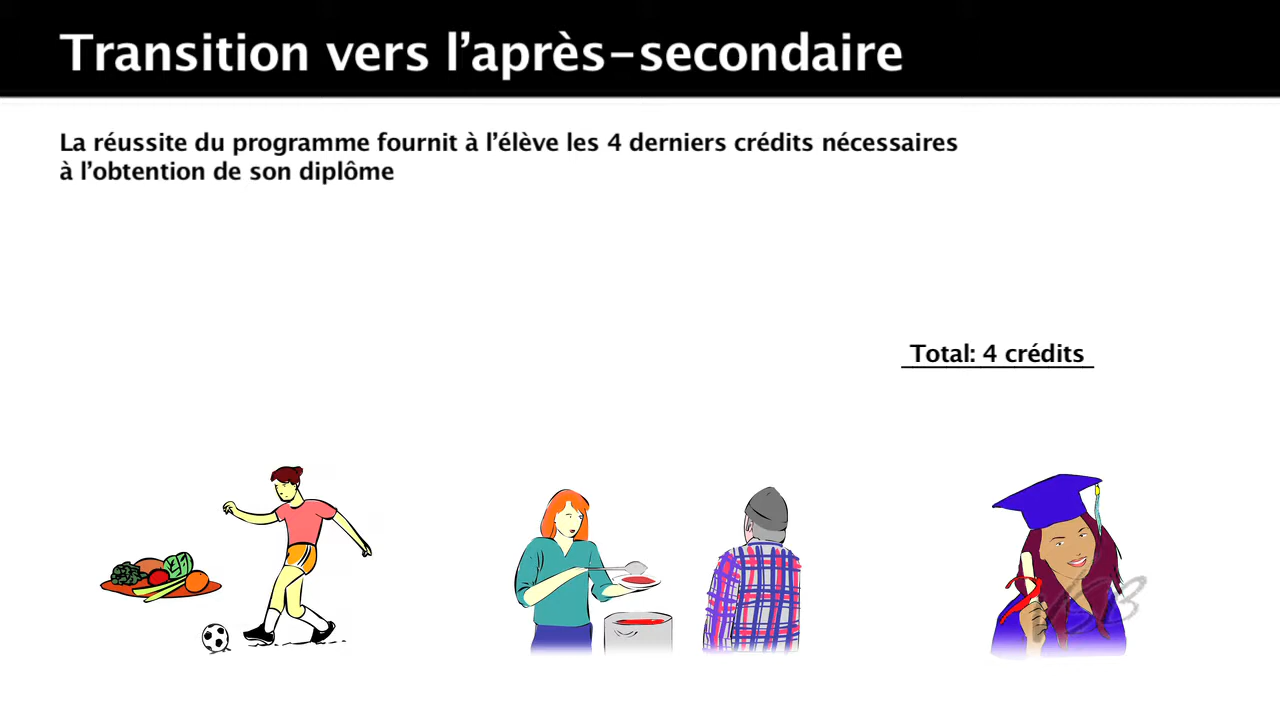 Transition vers l’après-secondaire
La réussite du programme fournit à l’élève les 4 derniers crédits nécessaires
à l’obtention de son diplôme
Total: 4 crédits